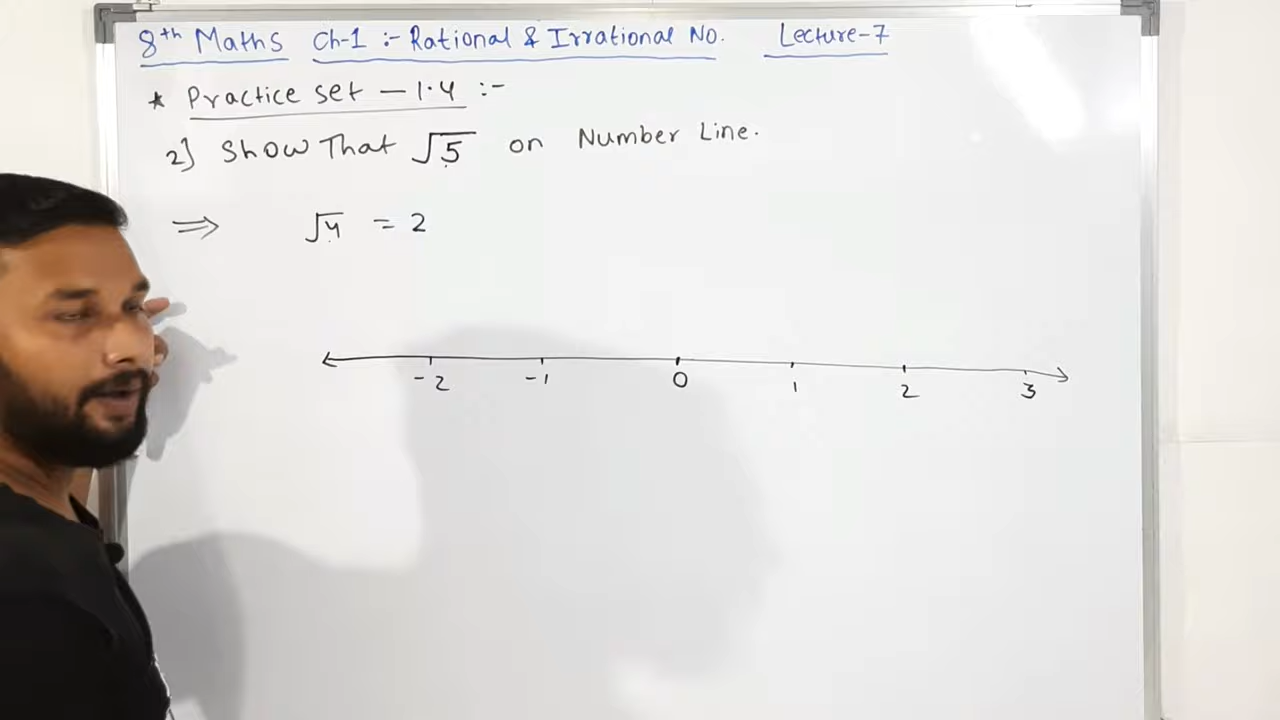 8th Maths Ch-1 :- Rational & Irrational No. Lecture-7
* Practice set - 1.4 :-
2] Show That √5 on Number Line.
⇒ √4 = 2
-2 -1 0 1 2 3